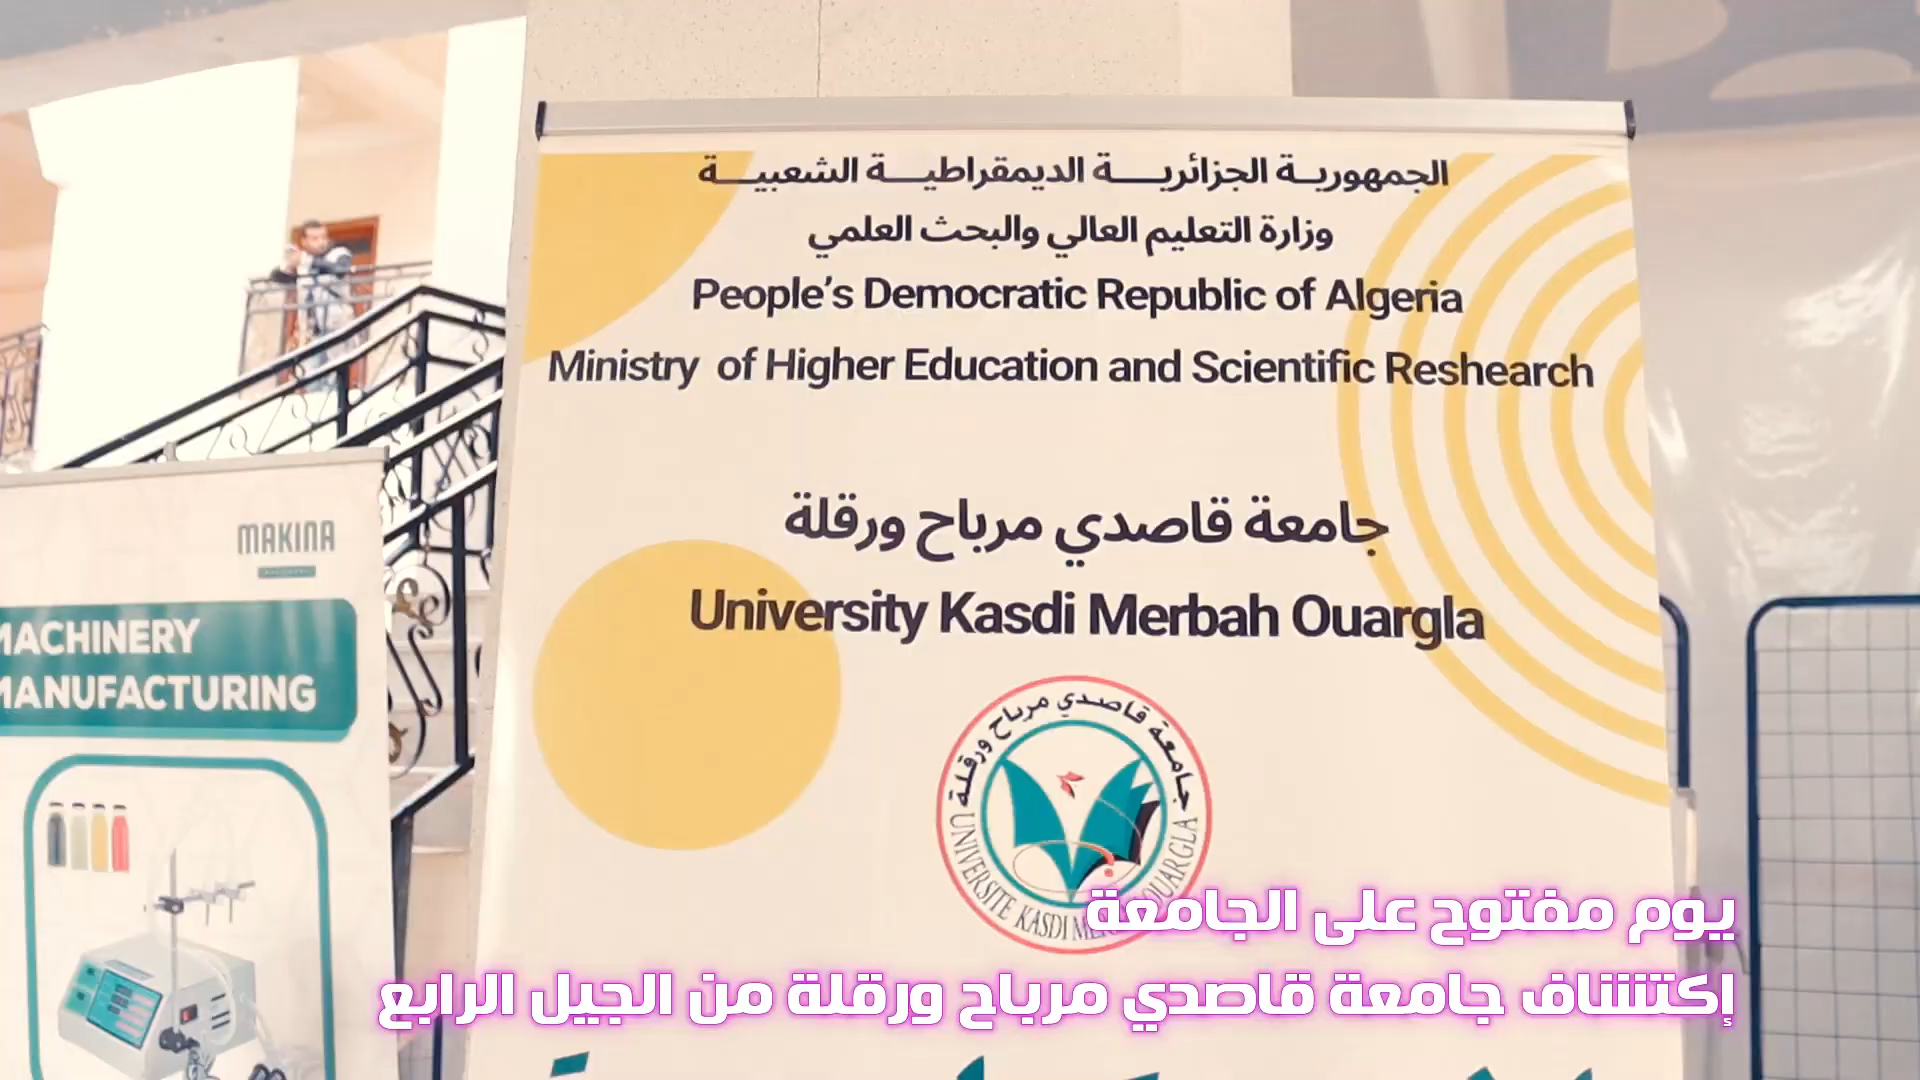 الجمهورية الجزائرية الديمقراطية الشعبية
وزارة التعليم العالي والبحث العلمي
People's Democratic Republic of Algeria
Ministry of Higher Education and Scientific Reshearch
جامعة قاصدي مرباح ورقلة
University Kasdi Merbah Ouargla
جامعة قاصدي مرباح ورقلة
UNIVERSITE KASDI OUARGLA
MAKINA
MACHINERY
MANUFACTURING
يوم مفتوح على الجامعة
إكتشاف جامعة قاصدي مرباح ورقلة من الجيل الرابع